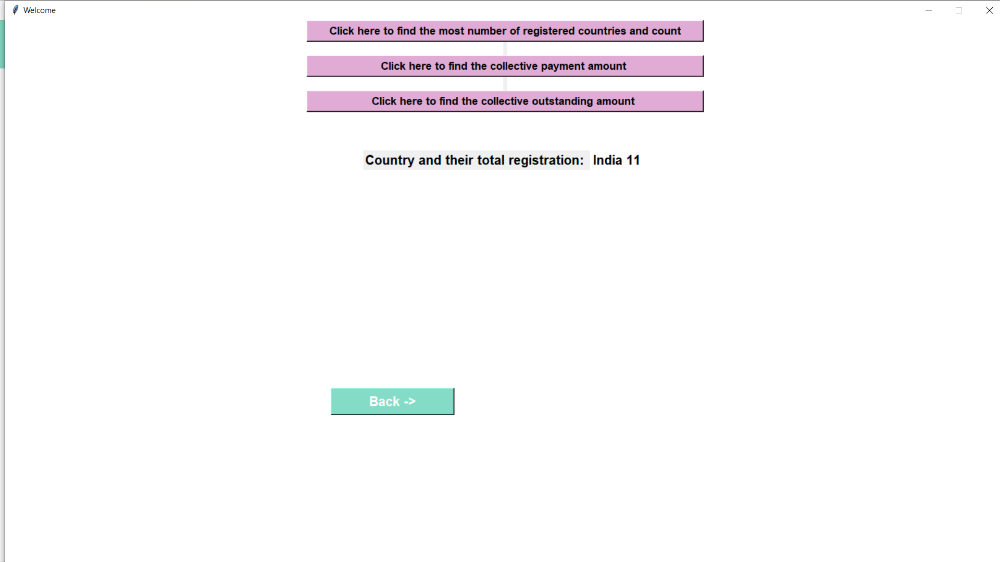 Welcome
Click here to find the most number of registered countries and count
Click here to find the collective payment amount
Click here to find the collective outstanding amount
Country and their total registration: India 11
Back ->